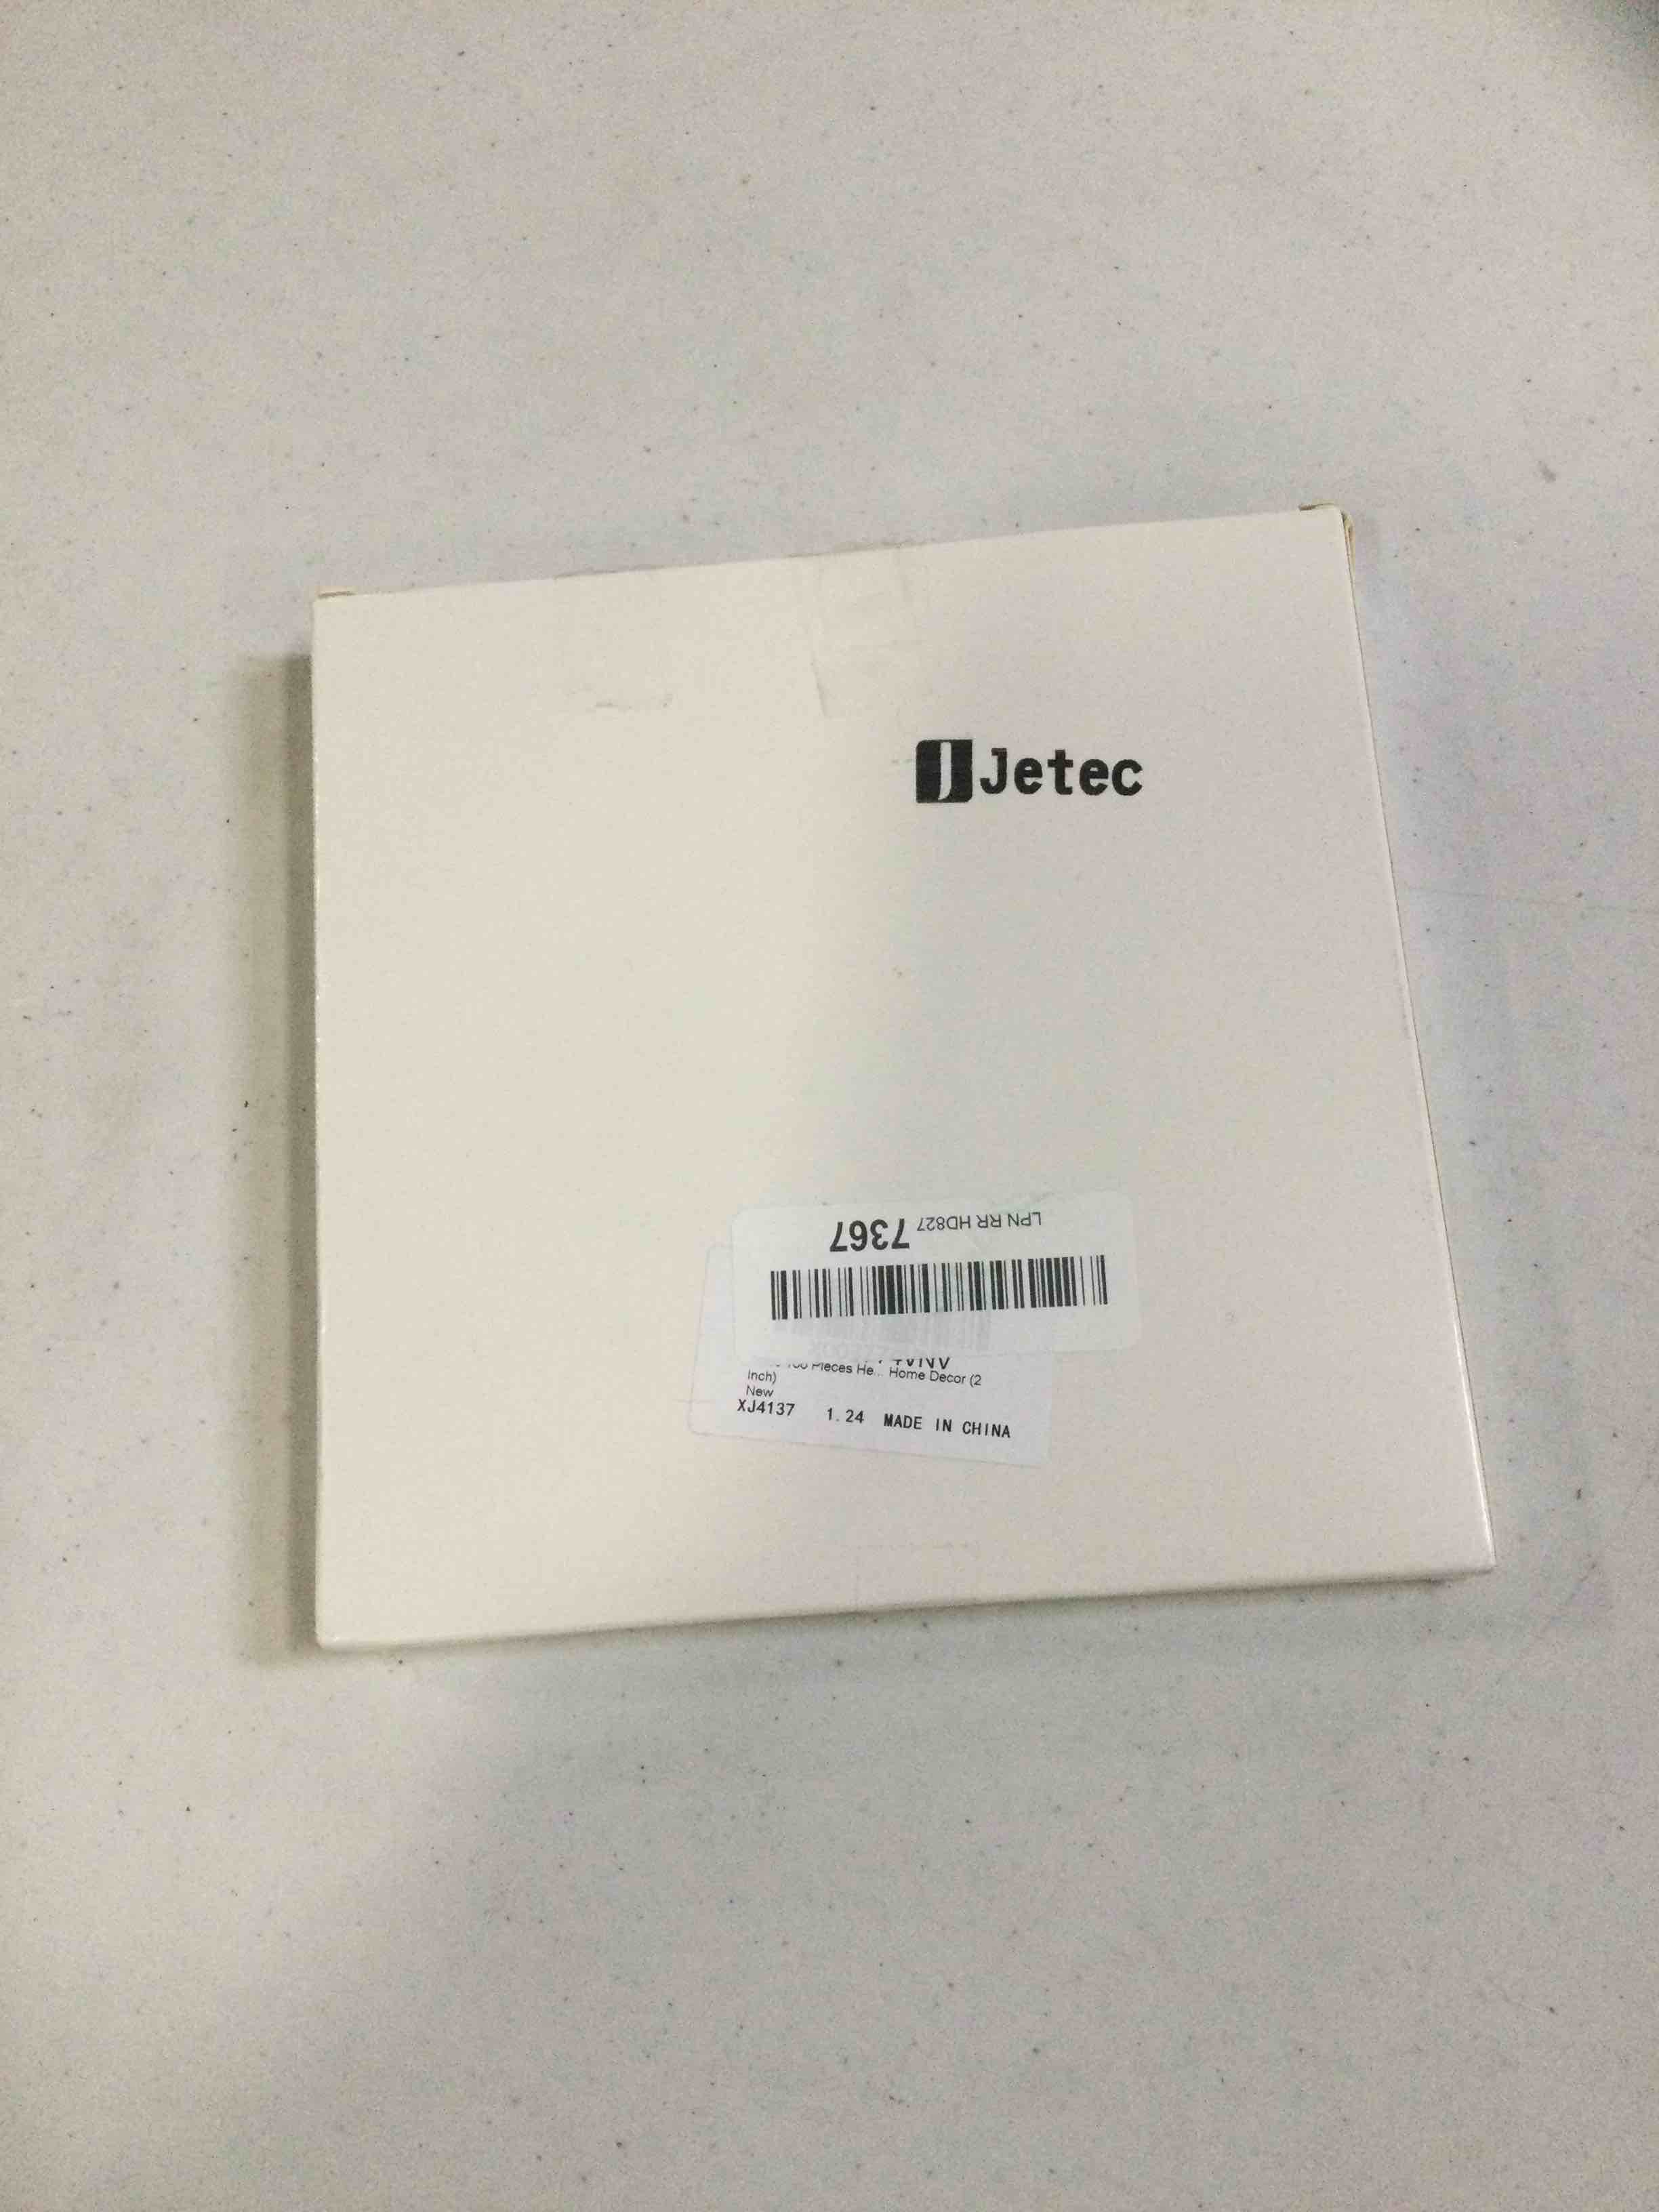 Jetec
LPN RR HD827 7367
Pieces He... Home Decor (2
Inch)
New
XJ4137 1.24 MADE IN CHINA